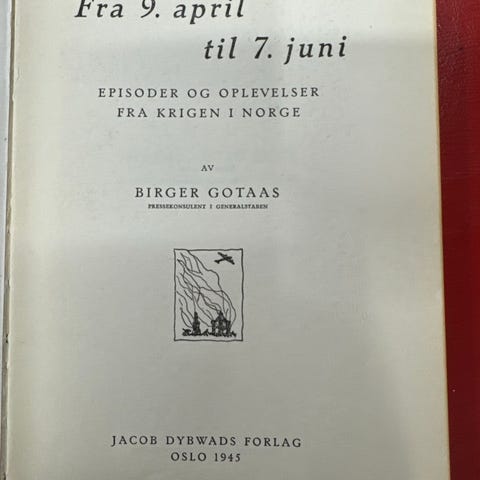 Fra 9. april
til 7. juni
EPISODER OG OPLEVELSER
FRA KRIGEN I NORGE
AV
BIRGER GOTAAS
PRESSEKONSULENT I GENERALSTABEN
JACOB DYBWADS FORLAG
OSLO 1945